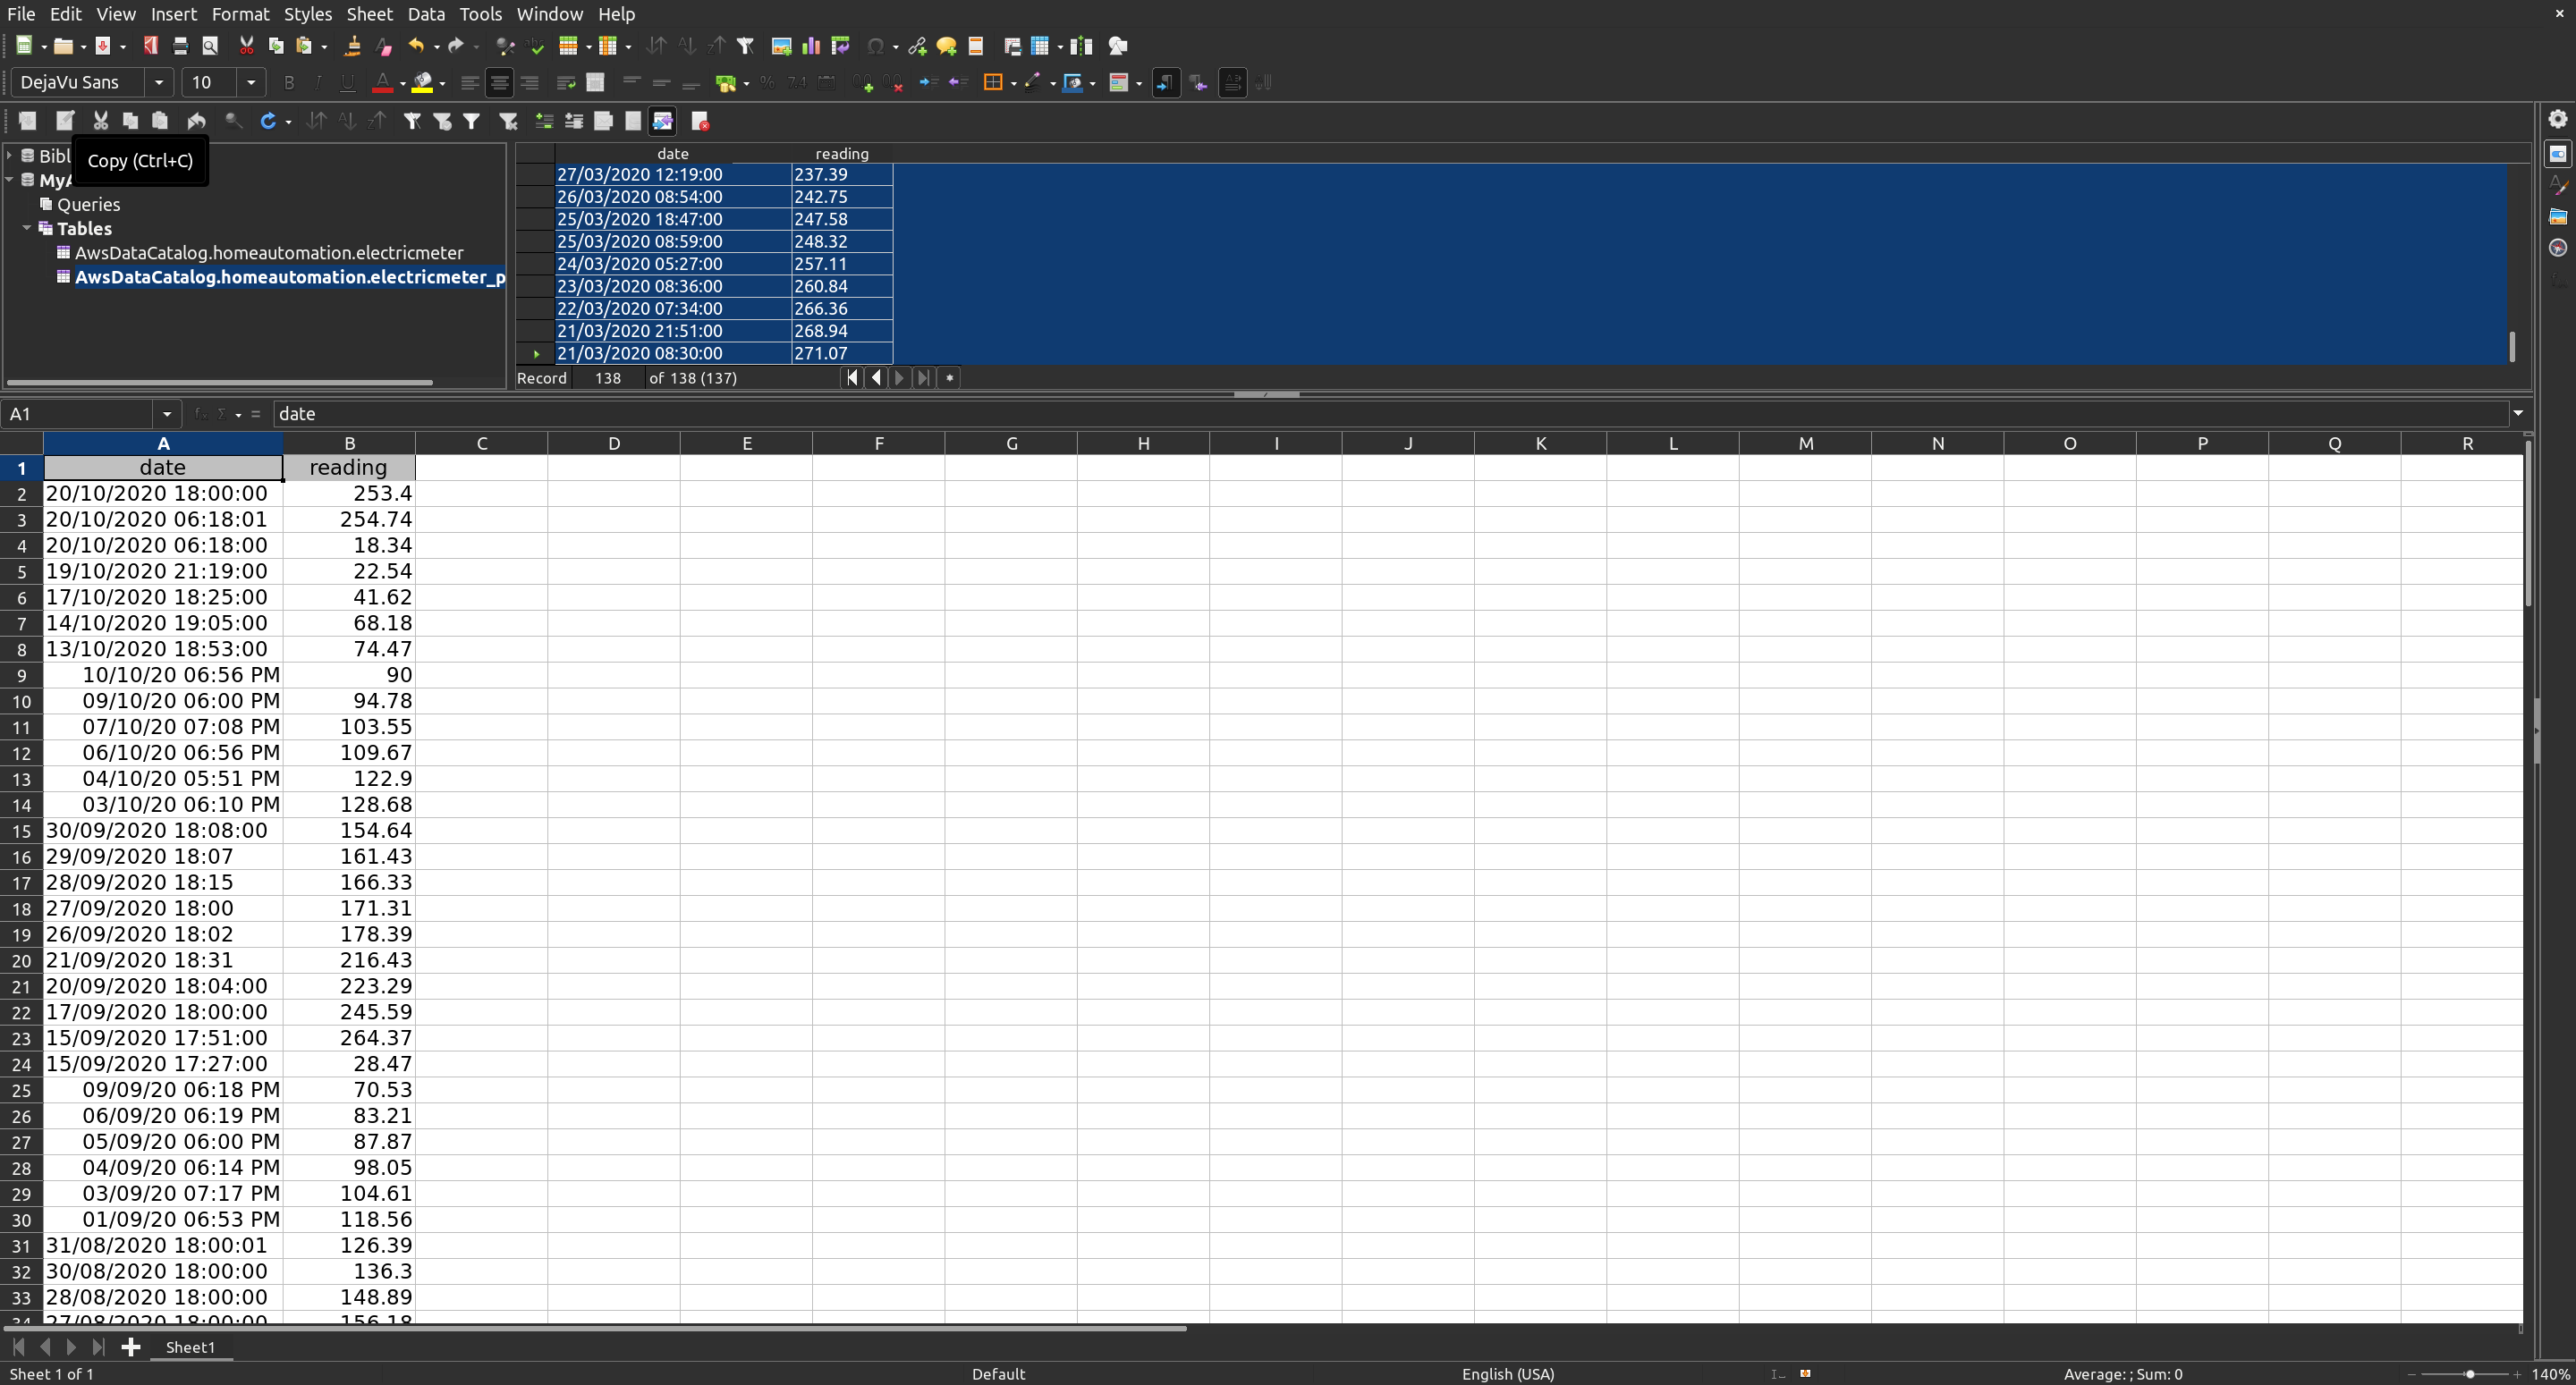 File Edit View Insert Format Styles Sheet Data Tools Window Help
DejaVu Sans 10
Copy (Ctrl+C)
Bibl
MyA
Queries
Tables
AwsDataCatalog.homeautomation.electricmeter
AwsDataCatalog.homeautomation.electricmeter_p
date reading
27/03/2020 12:19:00 237.39
26/03/2020 08:54:00 242.75
25/03/2020 18:47:00 247.58
25/03/2020 08:59:00 248.32
24/03/2020 05:27:00 257.11
23/03/2020 08:36:00 260.84
22/03/2020 07:34:00 266.36
21/03/2020 21:51:00 268.94
21/03/2020 08:30:00 271.07
Record 138 of 138 (137)
A1 = date
A B C D E F G H I J K L M N O P Q R
1 date reading
2 20/10/2020 18:00:00 253.4
3 20/10/2020 06:18:01 254.74
4 20/10/2020 06:18:00 18.34
5 19/10/2020 21:19:00 22.54
6 17/10/2020 18:25:00 41.62
7 14/10/2020 19:05:00 68.18
8 13/10/2020 18:53:00 74.47
9 10/10/20 06:56 PM 90
10 09/10/20 06:00 PM 94.78
11 07/10/20 07:08 PM 103.55
12 06/10/20 06:56 PM 109.67
13 04/10/20 05:51 PM 122.9
14 03/10/20 06:10 PM 128.68
15 30/09/2020 18:08:00 154.64
16 29/09/2020 18:07 161.43
17 28/09/2020 18:15 166.33
18 27/09/2020 18:00 171.31
19 26/09/2020 18:02 178.39
20 21/09/2020 18:31 216.43
21 20/09/2020 18:04:00 223.29
22 17/09/2020 18:00:00 245.59
23 15/09/2020 17:51:00 264.37
24 15/09/2020 17:27:00 28.47
25 09/09/20 06:18 PM 70.53
26 06/09/20 06:19 PM 83.21
27 05/09/20 06:00 PM 87.87
28 04/09/20 06:14 PM 98.05
29 03/09/20 07:17 PM 104.61
30 01/09/20 06:53 PM 118.56
31 31/08/2020 18:00:01 126.39
32 30/08/2020 18:00:00 136.3
33 28/08/2020 18:00:00 148.89
34 27/08/2020 18:00:00 156.18
Sheet1
Sheet 1 of 1 Default English (USA) Average: ; Sum: 0 140%